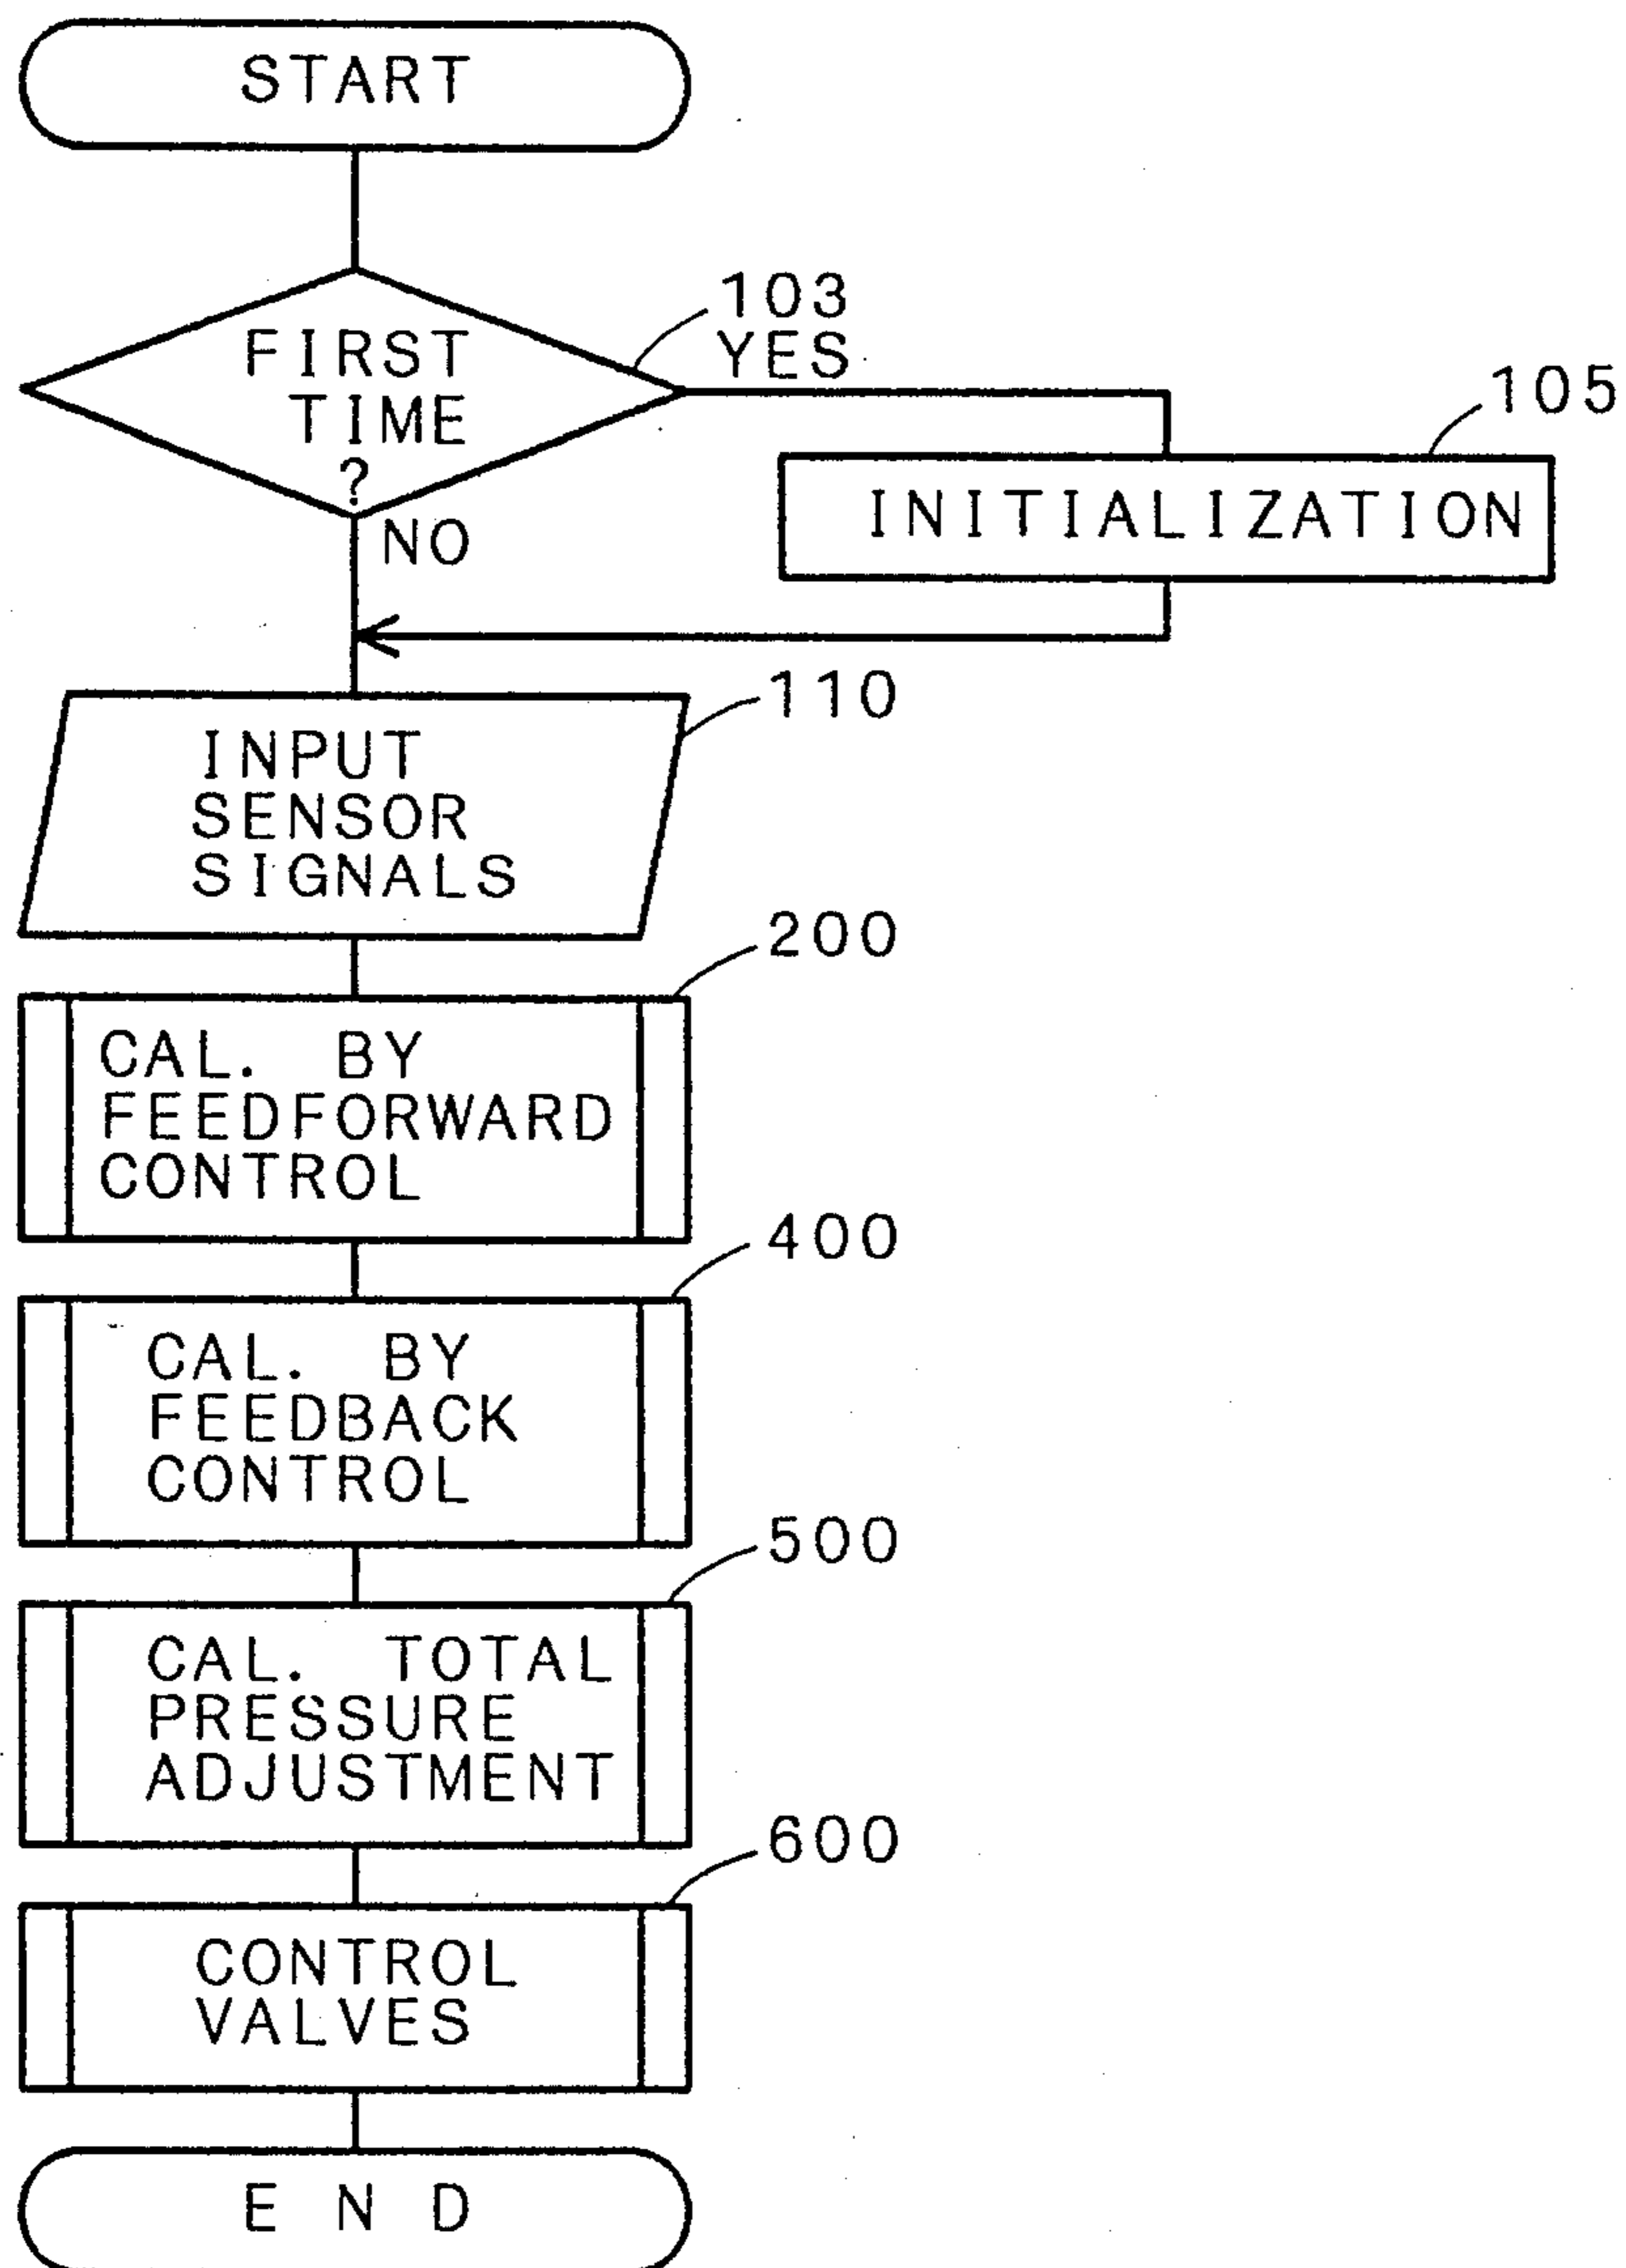 START
103
FIRST
TIME
?
YES
105
INITIALIZATION
NO
110
INPUT
SENSOR
SIGNALS
200
CAL. BY
FEEDFORWARD
CONTROL
400
CAL. BY
FEEDBACK
CONTROL
500
CAL. TOTAL
PRESSURE
ADJUSTMENT
600
CONTROL
VALVES
END